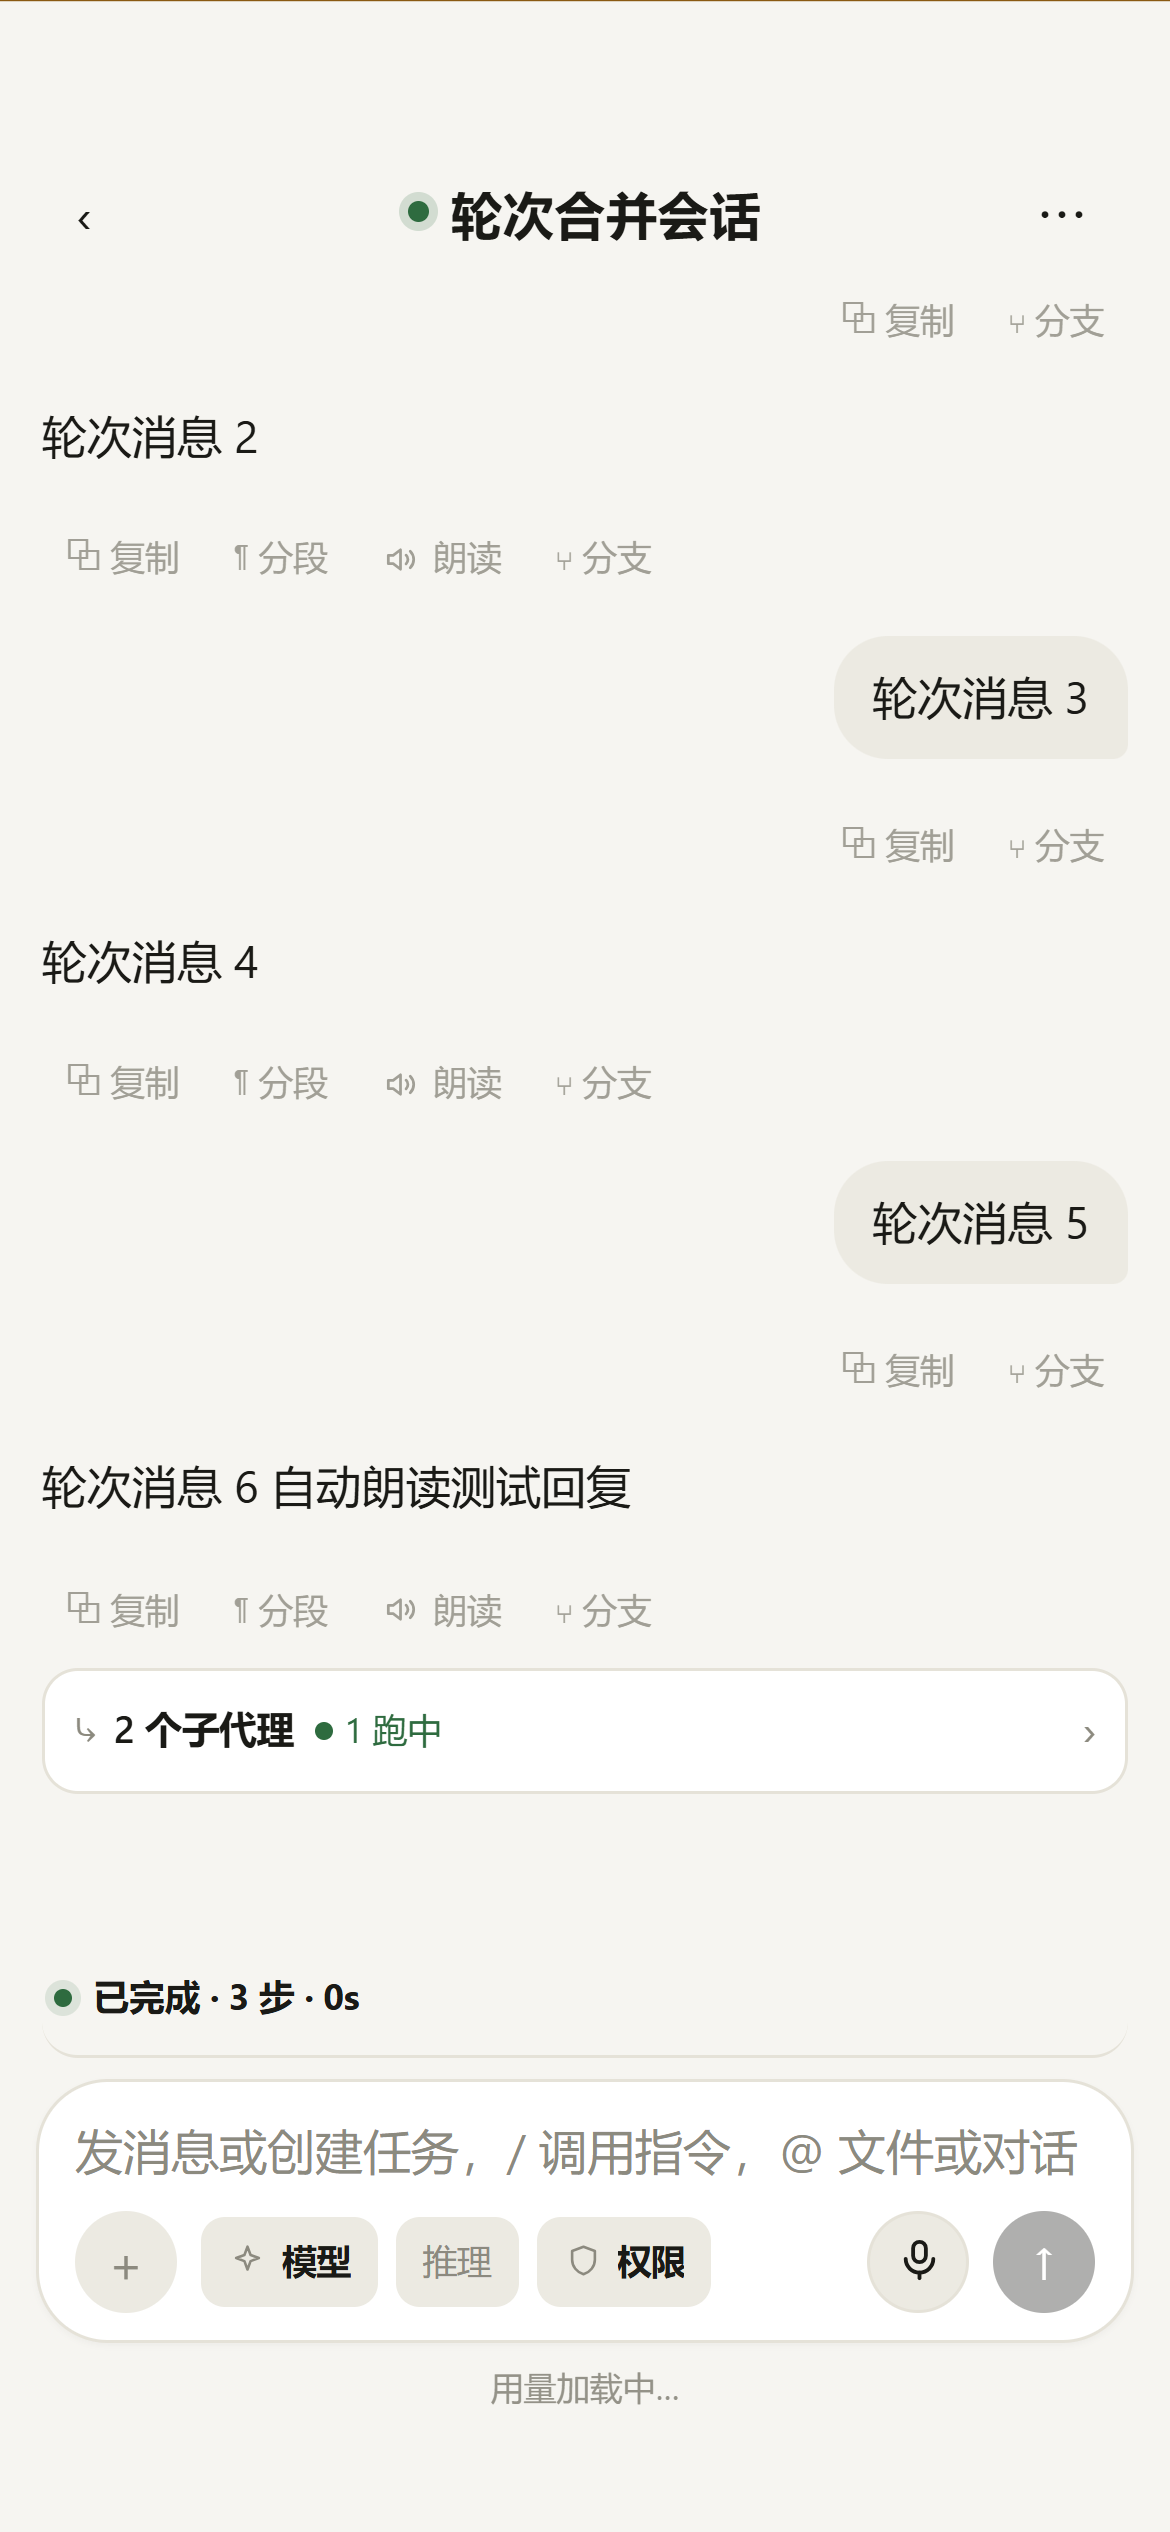 ‹ 轮次合并会话 ···
复制 分支
轮次消息 2
复制 ¶ 分段 朗读 分支
轮次消息 3
复制 分支
轮次消息 4
复制 ¶ 分段 朗读 分支
轮次消息 5
复制 分支
轮次消息 6 自动朗读测试回复
复制 ¶ 分段 朗读 分支
2 个子代理 1 跑中 ›
已完成 · 3 步 · 0s
发消息或创建任务，/ 调用指令，@ 文件或对话
+ 模型 推理 权限 ↑
用量加载中...